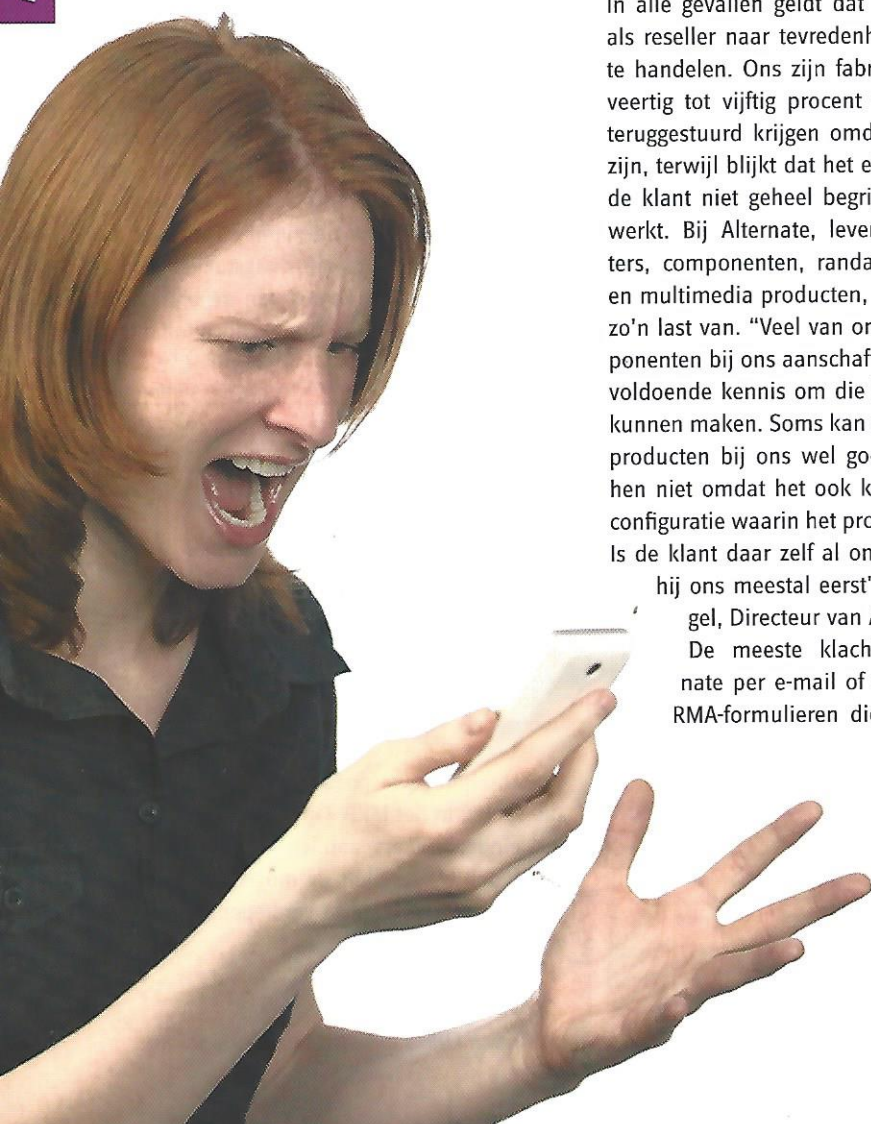 In alle gevallen geldt dat
als reseller naar tevredenh
te handelen. Ons zijn fabr
veertig tot vijftig procent
teruggestuurd krijgen omd
zijn, terwijl blijkt dat het e
de klant niet geheel begri
werkt. Bij Alternate, lever
ters, componenten, randa
en multimedia producten,
zo'n last van. “Veel van on
ponenten bij ons aanschaf
voldoende kennis om die
kunnen maken. Soms kan
producten bij ons wel go
hen niet omdat het ook k
configuratie waarin het pro
Is de klant daar zelf al on
hij ons meestal eerst”
gel, Directeur van A
De meeste klach
nate per e-mail of
RMA-formulieren die